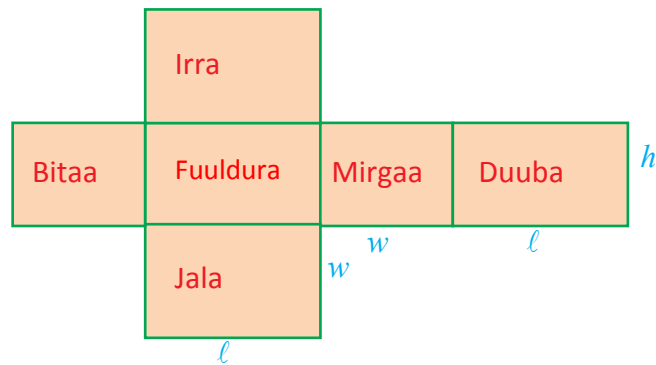 Irra
Bitaa Fuuldura Mirgaa Duuba h
w ℓ
w
Jala
ℓ